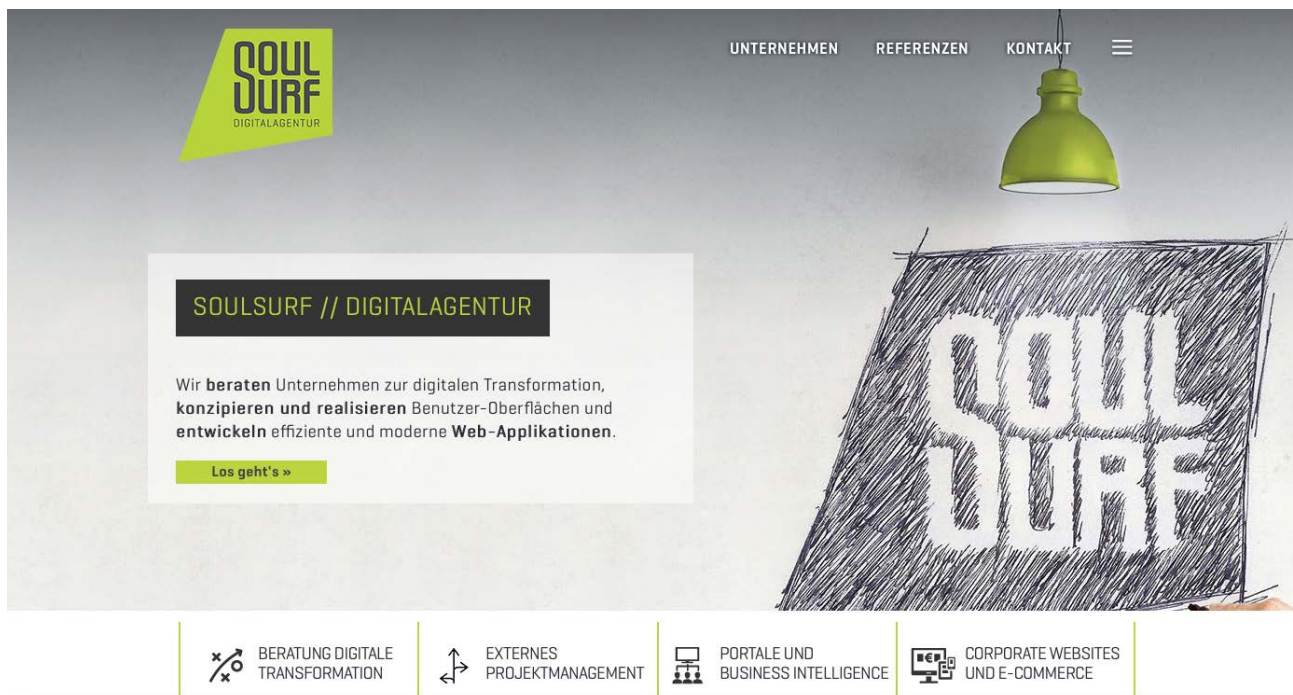 SOUL
SURF
DIGITALAGENTUR
UNTERNEHMEN
REFERENZEN
KONTAKT
SOULSURF // DIGITALAGENTUR
Wir beraten Unternehmen zur digitalen Transformation,
konzipieren und realisieren Benutzer-Oberflächen und
entwickeln effiziente und moderne Web-Applikationen.
Los geht's »
SOUL
SURF
BERATUNG DIGITALE
TRANSFORMATION
EXTERNES
PROJEKTMANAGEMENT
PORTALE UND
BUSINESS INTELLIGENCE
CORPORATE WEBSITES
UND E-COMMERCE